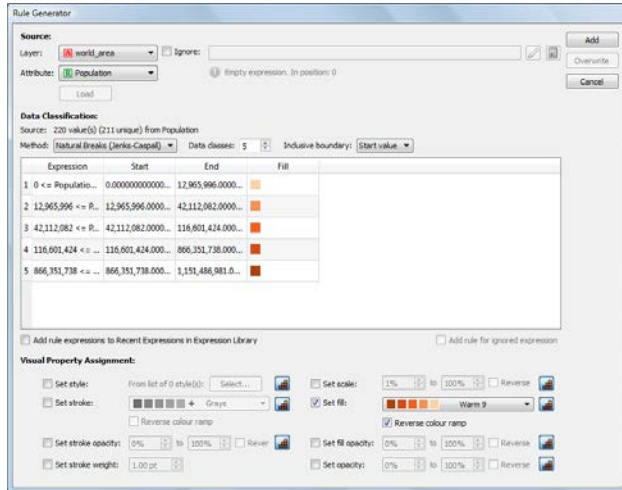 Rule Generator
Source:
Layer: world_area Ignore:
Add
Attribute: Population Empty expression. In position: 0
Overwrite
Load
Cancel
Data Classification:
Source: 220 value(s) (211 unique) from Population
Method: Natural Breaks (Jenks-Caspall) Data classes: 5 Inclusive boundary: Start value
Expression Start End Fill
1 0 <= Populatio... 0.000000000000... 12,965,996.0000...
2 12,965,996 <= P... 12,965,996.0000... 42,112,082.0000...
3 42,112,082 <= P... 42,112,082.0000... 116,601,424.000...
4 116,601,424 <= ... 116,601,424.000... 866,351,738.000...
5 866,351,738 <= ... 866,351,738.000... 1,151,486,981.0...
Add rule expressions to Recent Expressions in Expression Library Add rule for ignored expression
Visual Property Assignment:
Set style: From list of 0 style(s): Select... Set scale: 1% to 100% Reverse
Set stroke: + Grays Set fill: Warm 9
Reverse colour ramp Reverse colour ramp
Set stroke opacity: 0% to 100% Rever Set fill opacity: 0% to 100% Reverse
Set stroke weight: 1.00 pt Set opacity: 0% to 100% Reverse